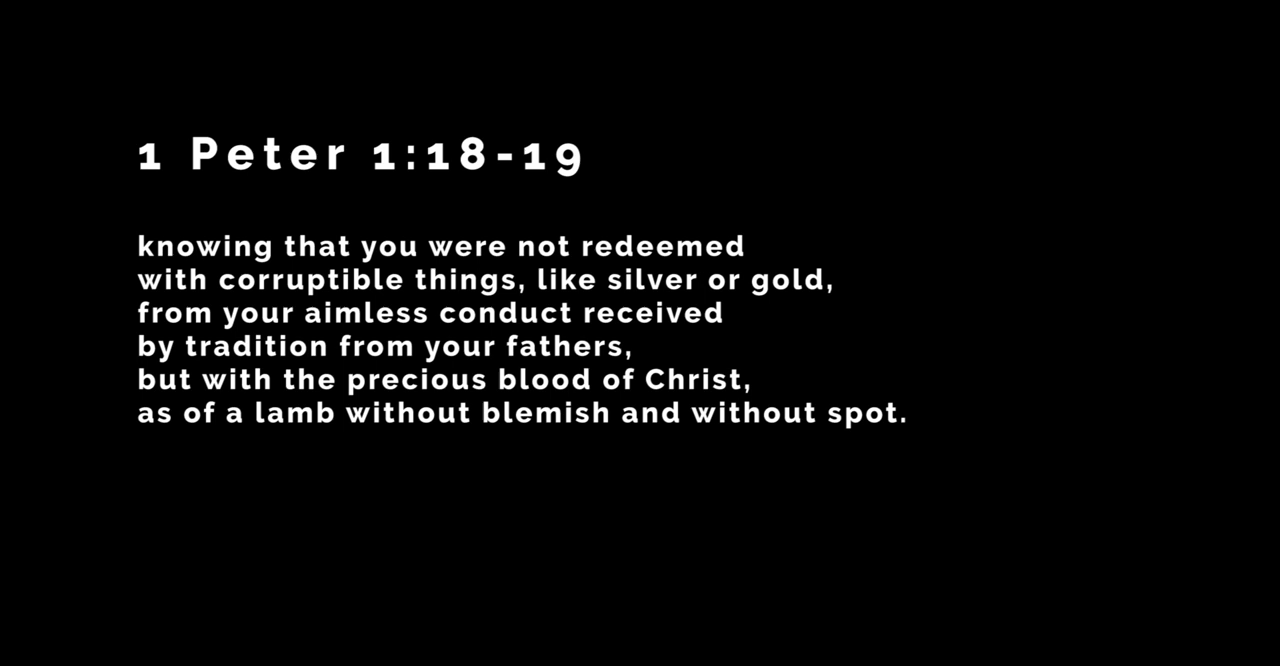 1 Peter 1:18-19
knowing that you were not redeemed
with corruptible things, like silver or gold,
from your aimless conduct received
by tradition from your fathers,
but with the precious blood of Christ,
as of a lamb without blemish and without spot.